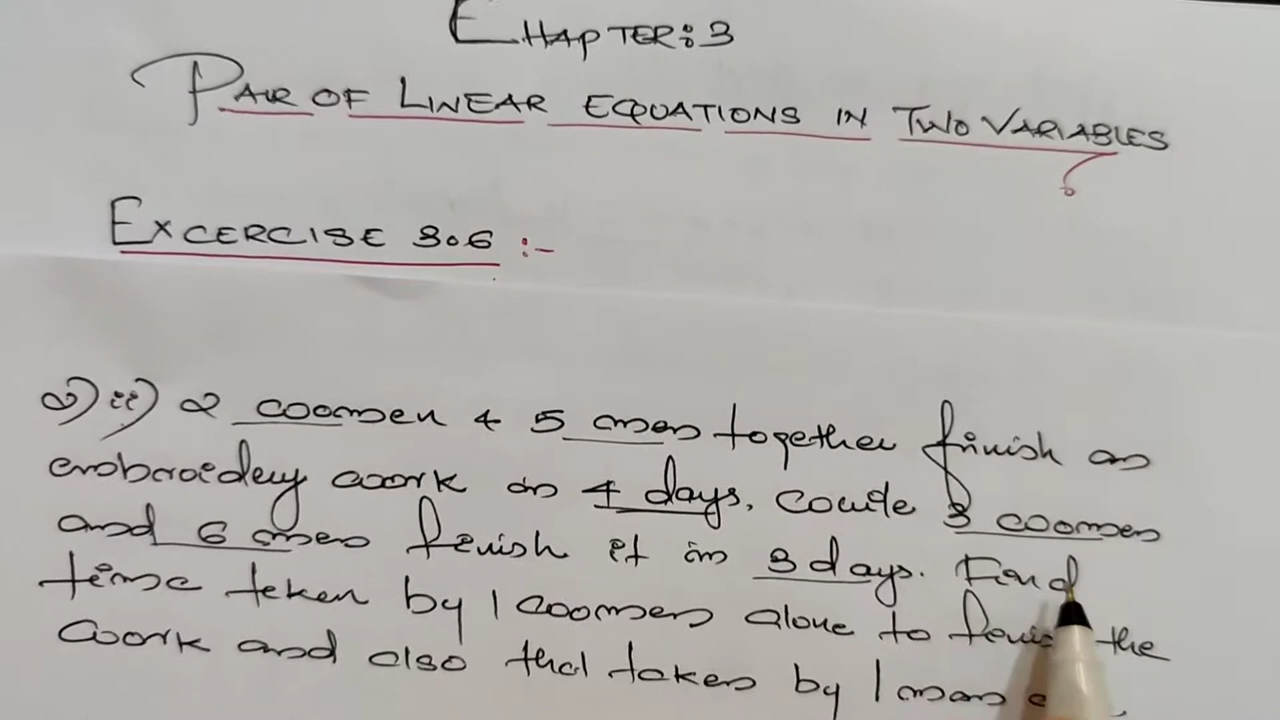 CHAPTER: 3
PAIR OF LINEAR EQUATIONS IN TWO VARIABLES
EXCERCISE 3.6 :-
2) ii) 2 women & 5 men together finish an
embroidery work in 4 days. While 3 women
and 6 men finish it in 3 days. Find
time taken by 1 women alone to the
work and also that taken by 1 man